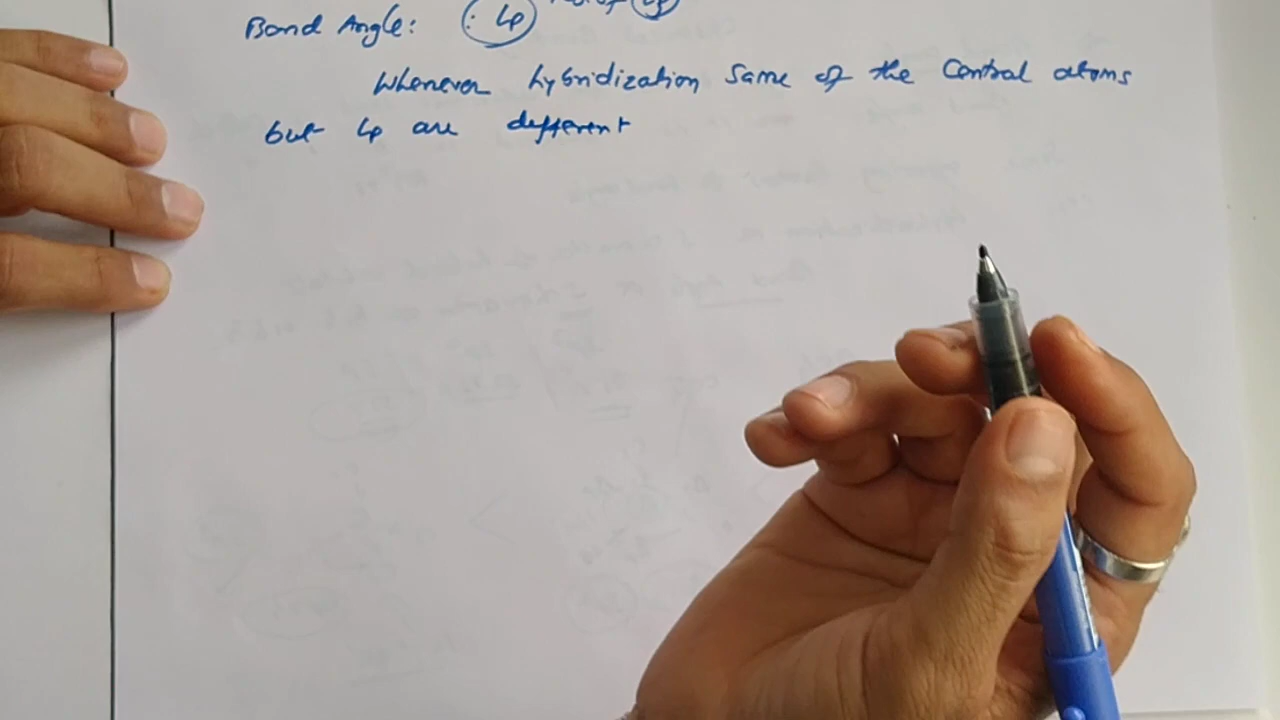 Bond Angle: : lp
Whenever hybridization same of the Central atoms
but lp are different